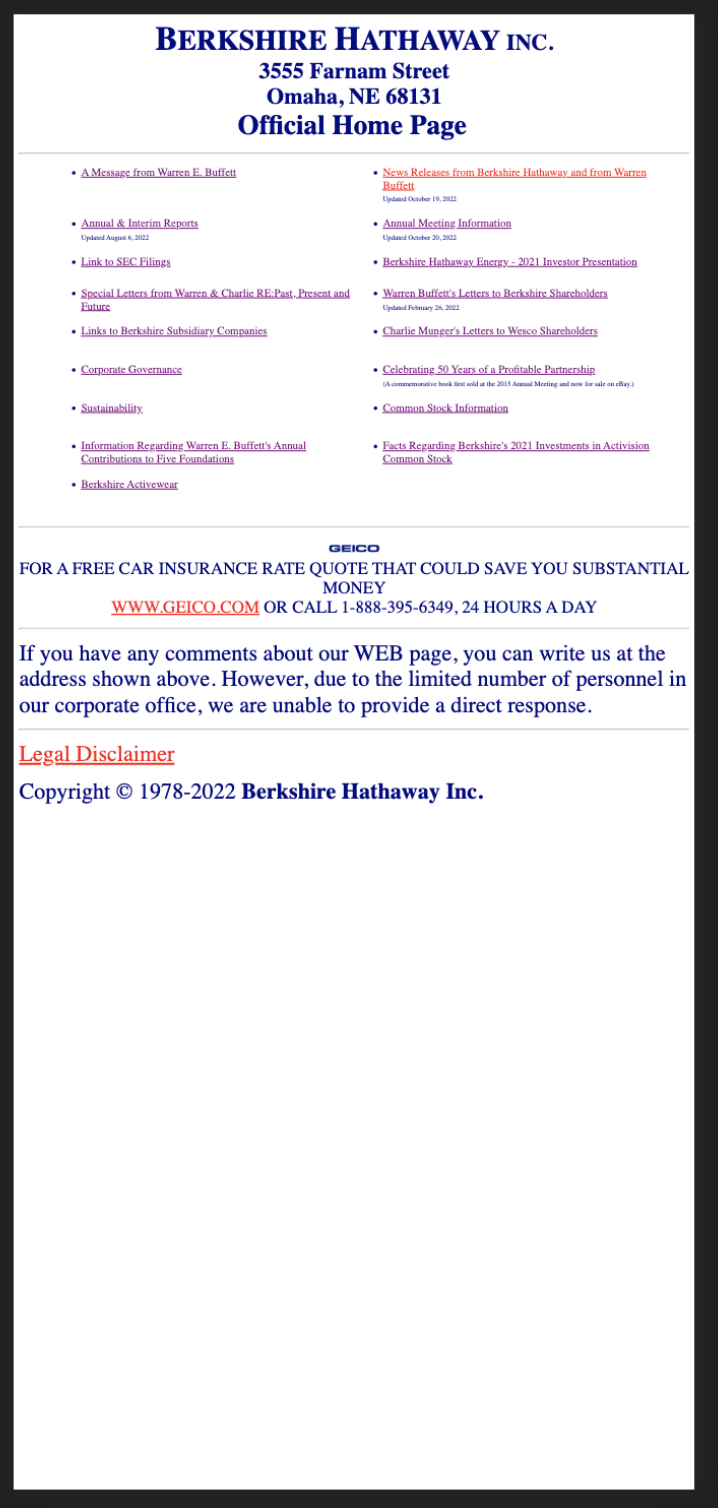 BERKSHIRE HATHAWAY INC.
3555 Farnam Street
Omaha, NE 68131
Official Home Page
A Message from Warren E. Buffett
News Releases from Berkshire Hathaway and from Warren
Buffett
Updated October 19, 2022
Annual & Interim Reports
Updated August 6, 2022
Annual Meeting Information
Updated October 20, 2022
Link to SEC Filings
Berkshire Hathaway Energy - 2021 Investor Presentation
Special Letters from Warren & Charlie RE:Past, Present and
Future
Warren Buffett's Letters to Berkshire Shareholders
Updated February 26, 2022
Links to Berkshire Subsidiary Companies
Charlie Munger's Letters to Wesco Shareholders
Corporate Governance
Celebrating 50 Years of a Profitable Partnership
(A commemorative book first sold at the 2015 Annual Meeting and now for sale on eBay.)
Sustainability
Common Stock Information
Information Regarding Warren E. Buffett's Annual
Contributions to Five Foundations
Facts Regarding Berkshire's 2021 Investments in Activision
Common Stock
Berkshire Activewear
GEICO
FOR A FREE CAR INSURANCE RATE QUOTE THAT COULD SAVE YOU SUBSTANTIAL
MONEY
WWW.GEICO.COM OR CALL 1-888-395-6349, 24 HOURS A DAY
If you have any comments about our WEB page, you can write us at the
address shown above. However, due to the limited number of personnel in
our corporate office, we are unable to provide a direct response.
Legal Disclaimer
Copyright © 1978-2022 Berkshire Hathaway Inc.